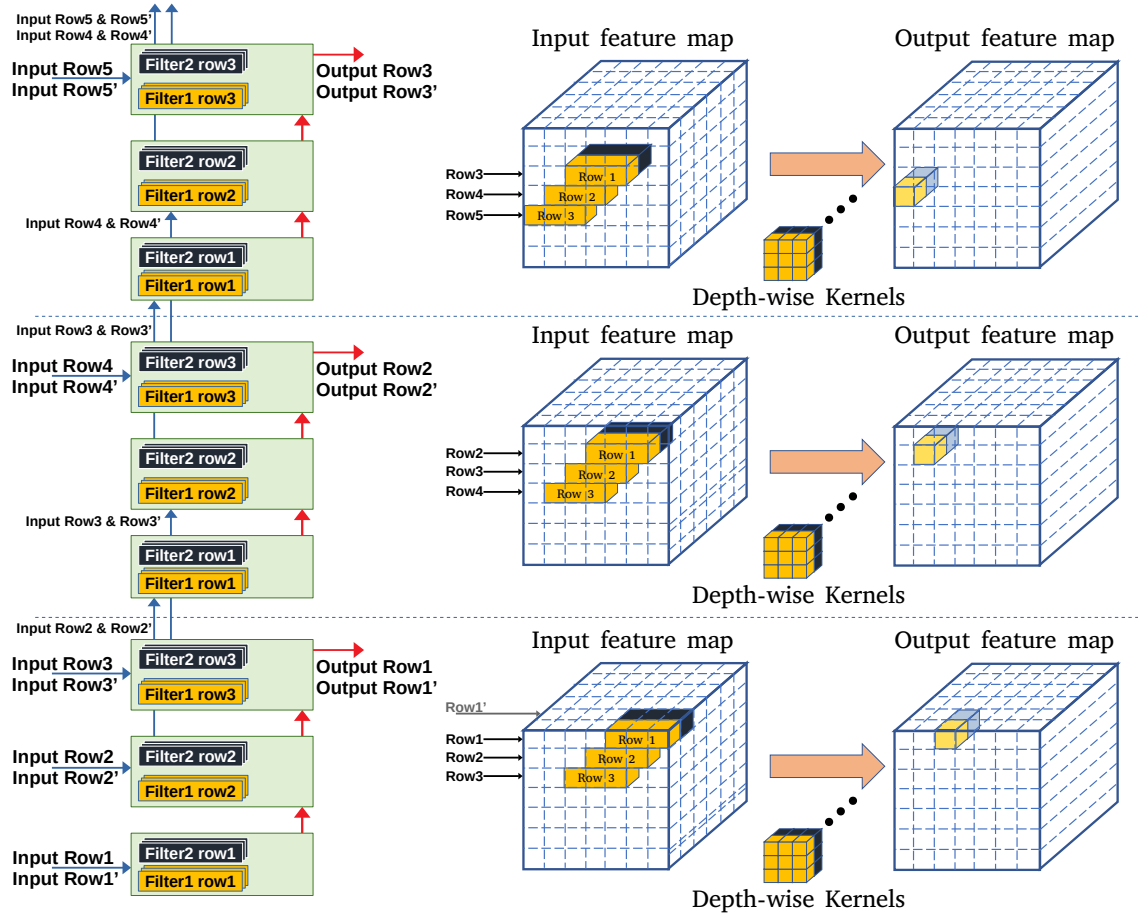 Input Row5 & Row5’
Input Row4 & Row4’
Input Row5
Input Row5’
Filter2 row3
Filter1 row3
Output Row3
Output Row3’
Filter2 row2
Filter1 row2
Input Row4 & Row4’
Filter2 row1
Filter1 row1
Input feature map
Output feature map
Row3
Row4
Row5
Row 1
Row 2
Row 3
Depth-wise Kernels
Input Row3 & Row3’
Input Row4
Input Row4’
Filter2 row3
Filter1 row3
Output Row2
Output Row2’
Filter2 row2
Filter1 row2
Input Row3 & Row3’
Filter2 row1
Filter1 row1
Input feature map
Output feature map
Row2
Row3
Row4
Row 1
Row 2
Row 3
Depth-wise Kernels
Input Row2 & Row2’
Input Row3
Input Row3’
Filter2 row3
Filter1 row3
Output Row1
Output Row1’
Input Row2
Input Row2’
Filter2 row2
Filter1 row2
Input Row1
Input Row1’
Filter2 row1
Filter1 row1
Input feature map
Output feature map
Row1’
Row1
Row2
Row3
Row 1
Row 2
Row 3
Depth-wise Kernels